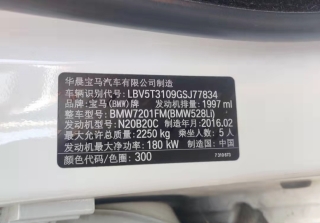 华晨宝马汽车有限公司制造
车辆识别代号: LBV5T3109GSJ77834
品牌: 宝马(BMW)牌 发动机排量: 1997 ml
整车型号: BMW7201FM(BMW528Li)
发动机型号: N20B20C 制造年月: 2016.02
最大允许总质量: 2250 kg 乘坐人数: 5 人
发动机最大净功率: 180 kW 制造国: 中国
颜色代码/色圈: 300